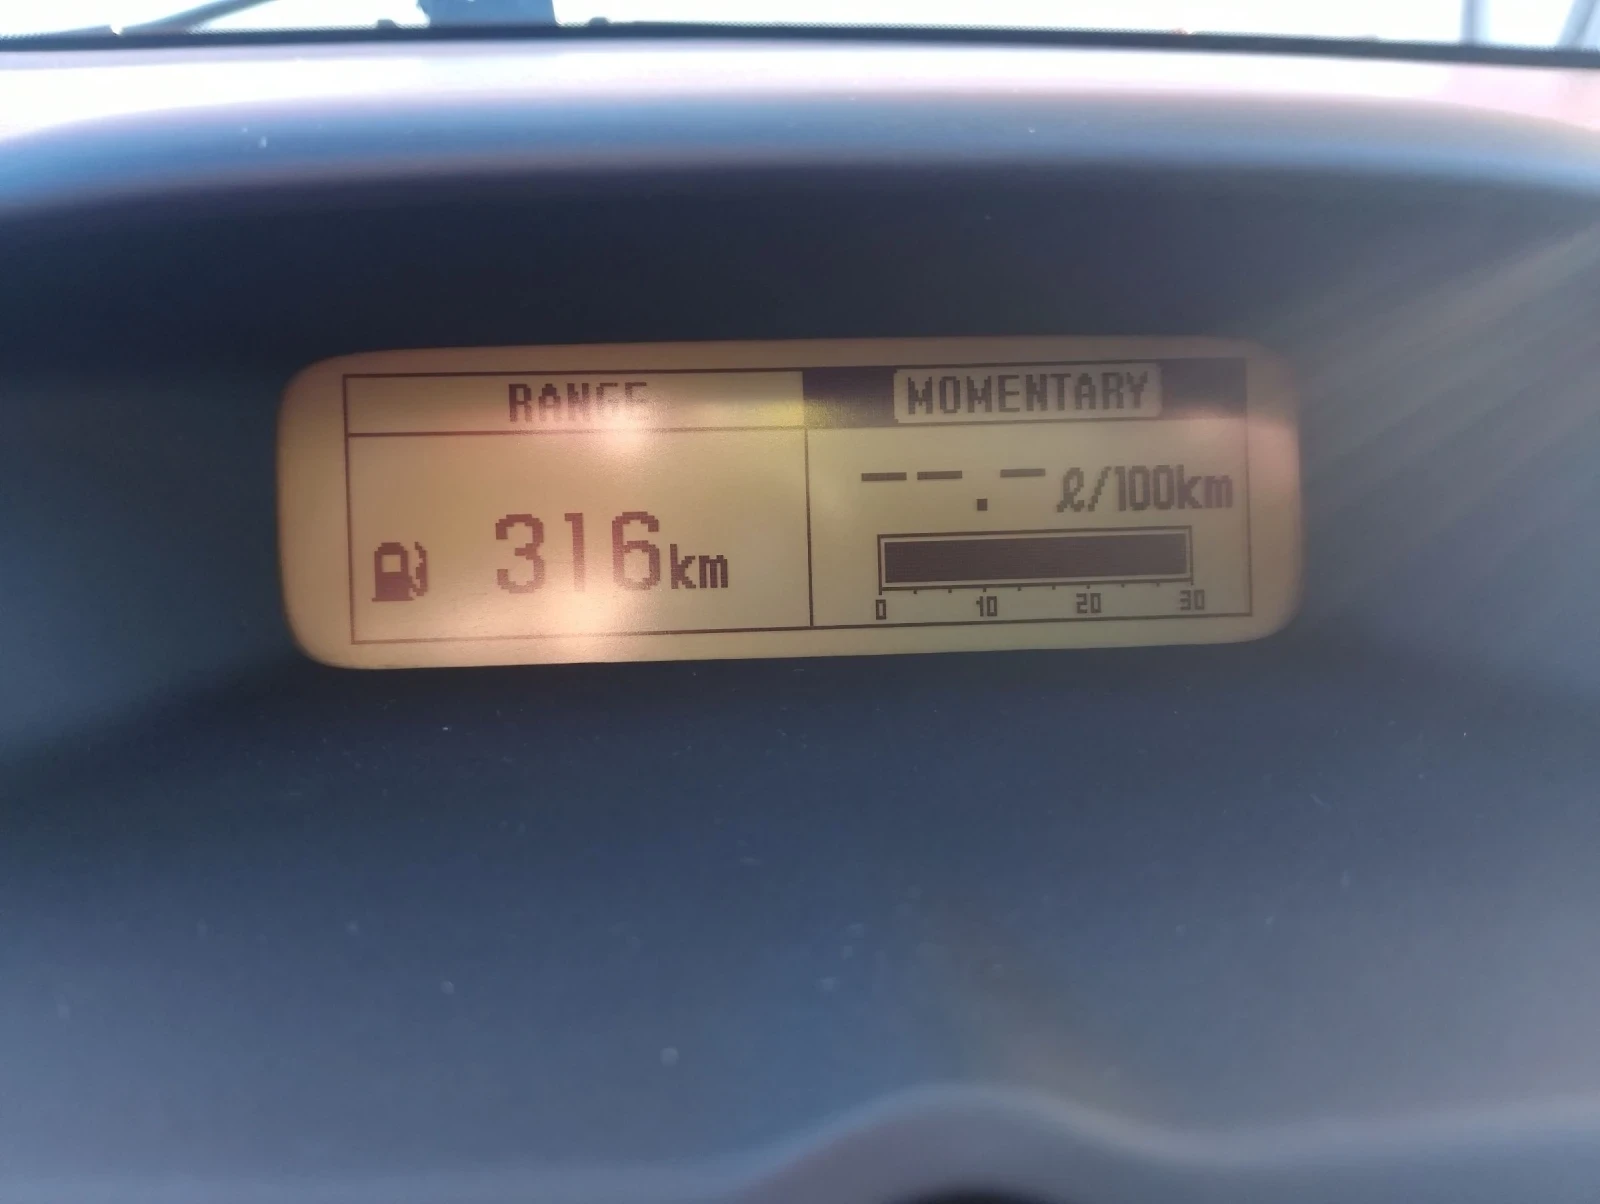 RANGE
316km
MOMENTARY
--.- ℓ/100km
0 10 20 30